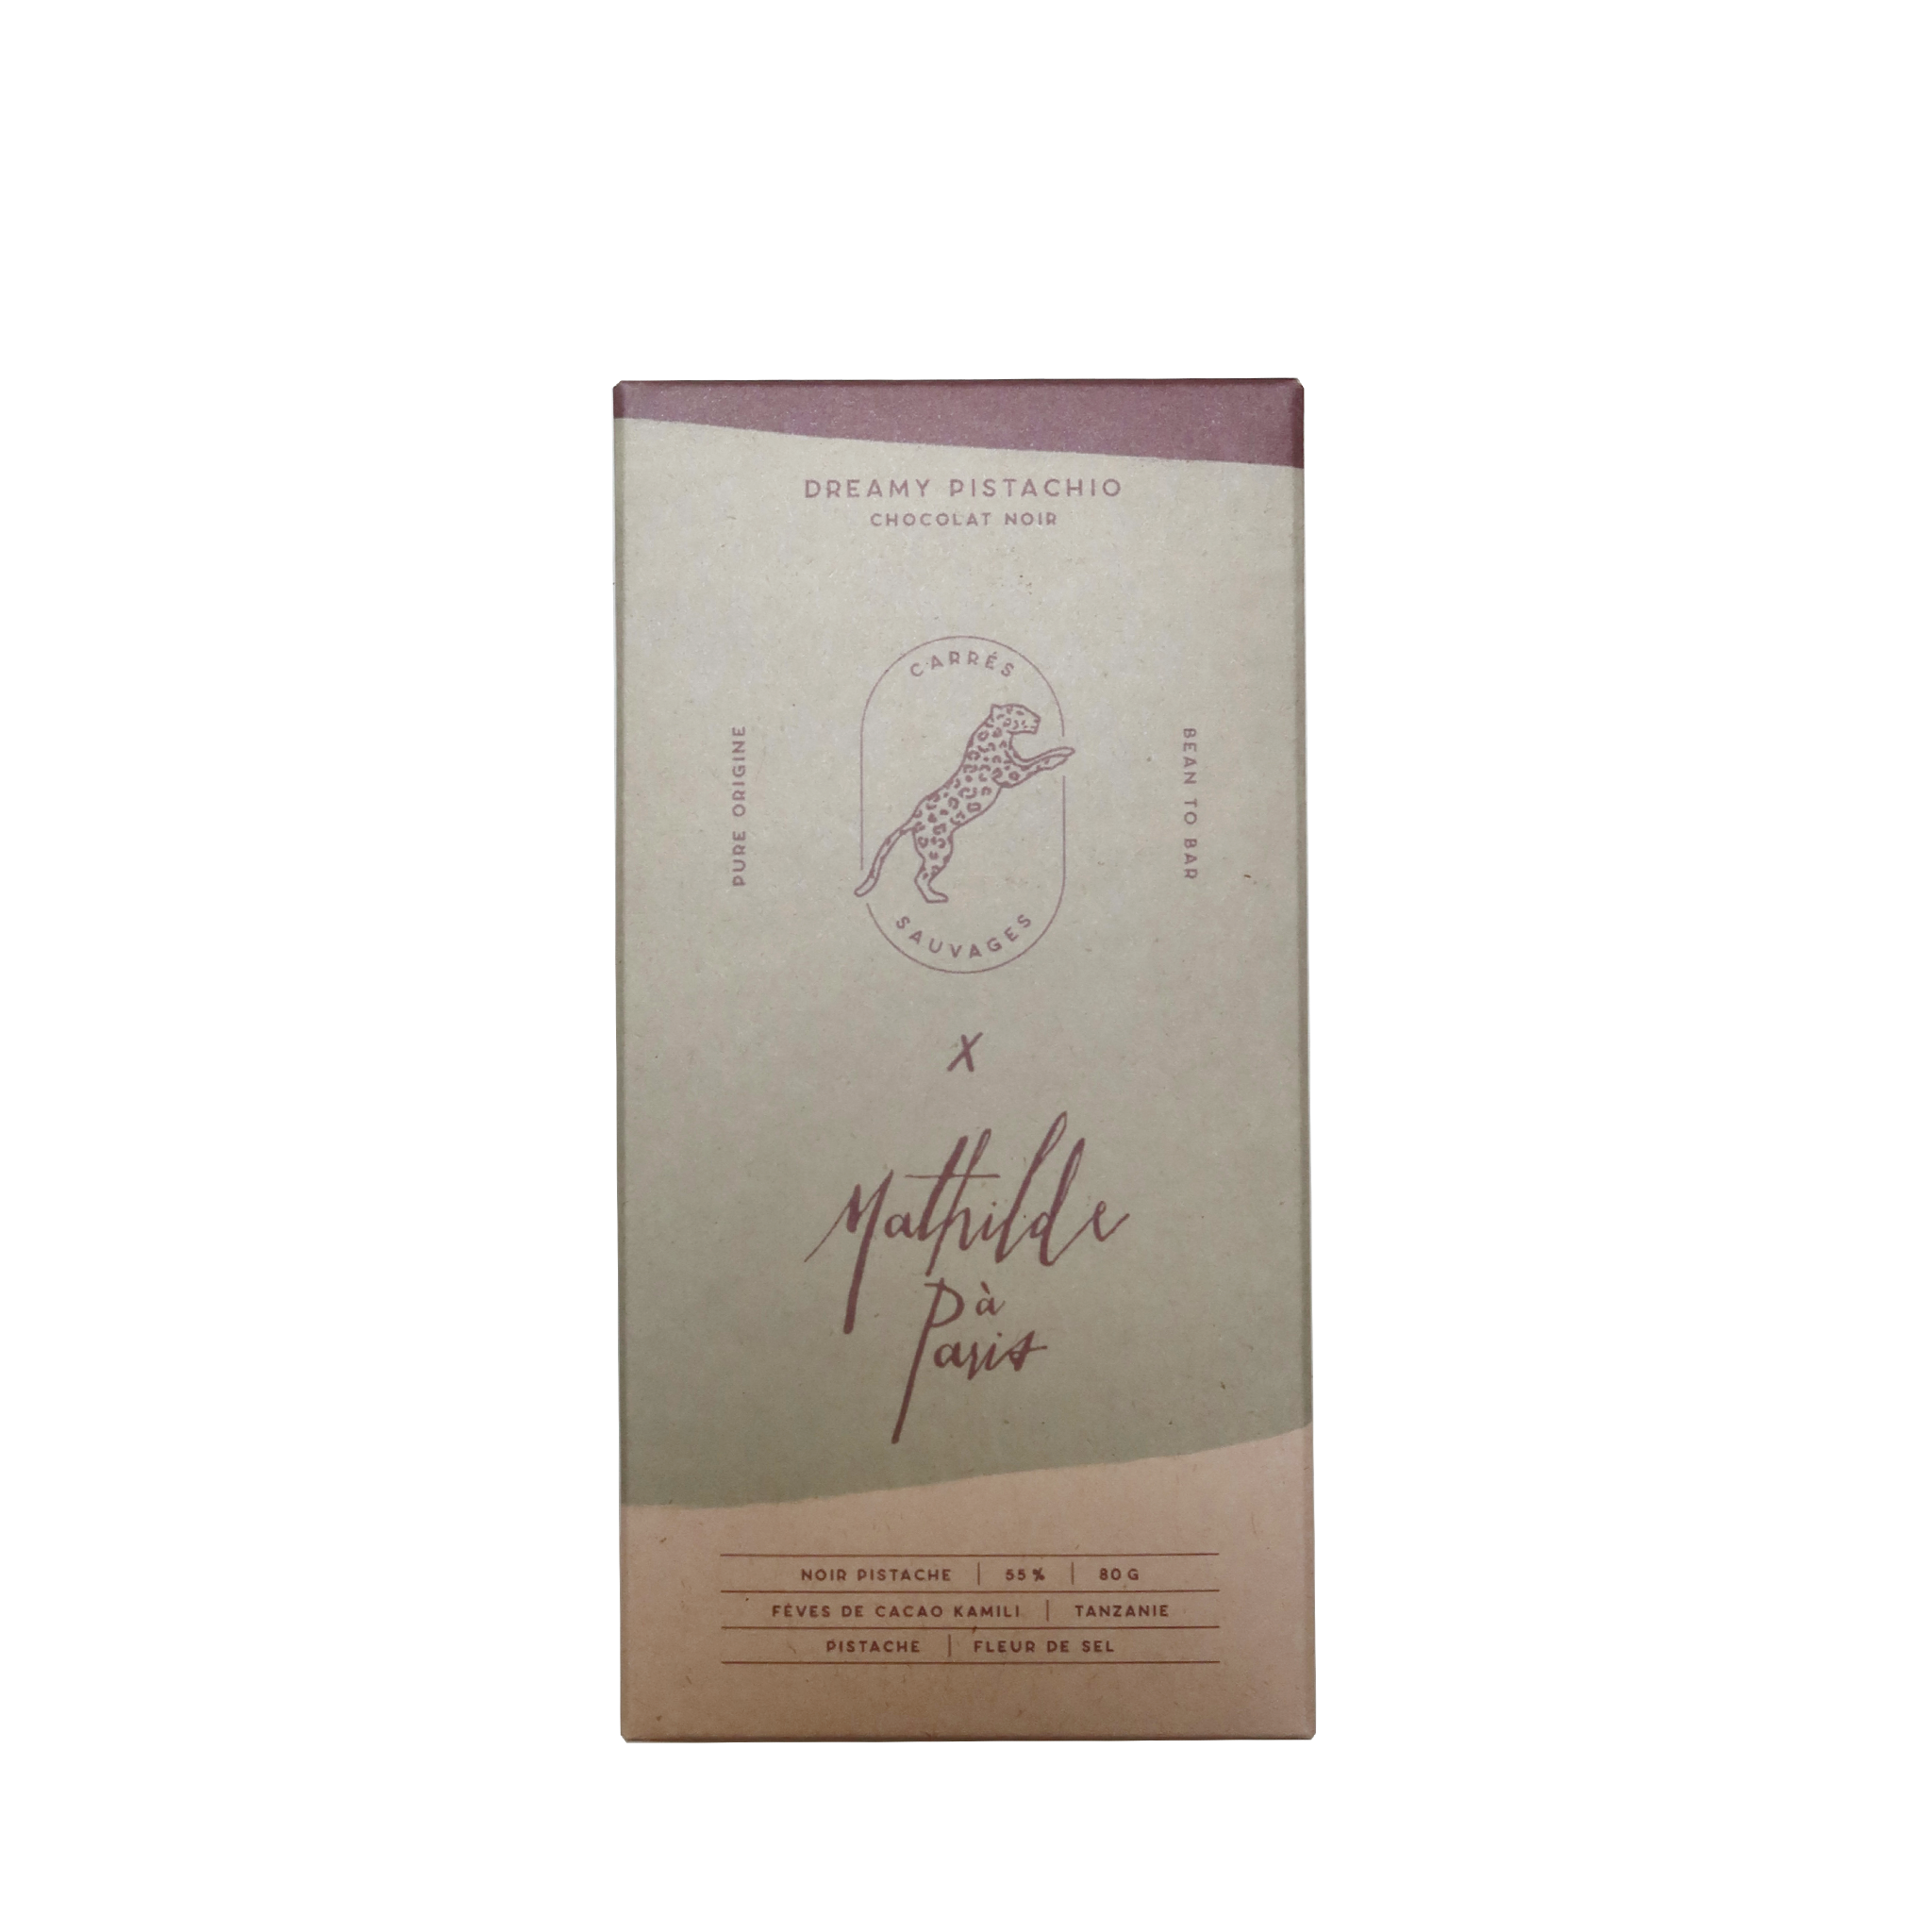 DREAMY PISTACHIO
CHOCOLAT NOIR
CARRÉS
SAUVAGES
PURE ORIGINE
BEAN TO BAR
X
Mathilde
à
Paris
NOIR PISTACHE | 55 % | 80 G
FÈVES DE CACAO KAMILI | TANZANIE
PISTACHE | FLEUR DE SEL